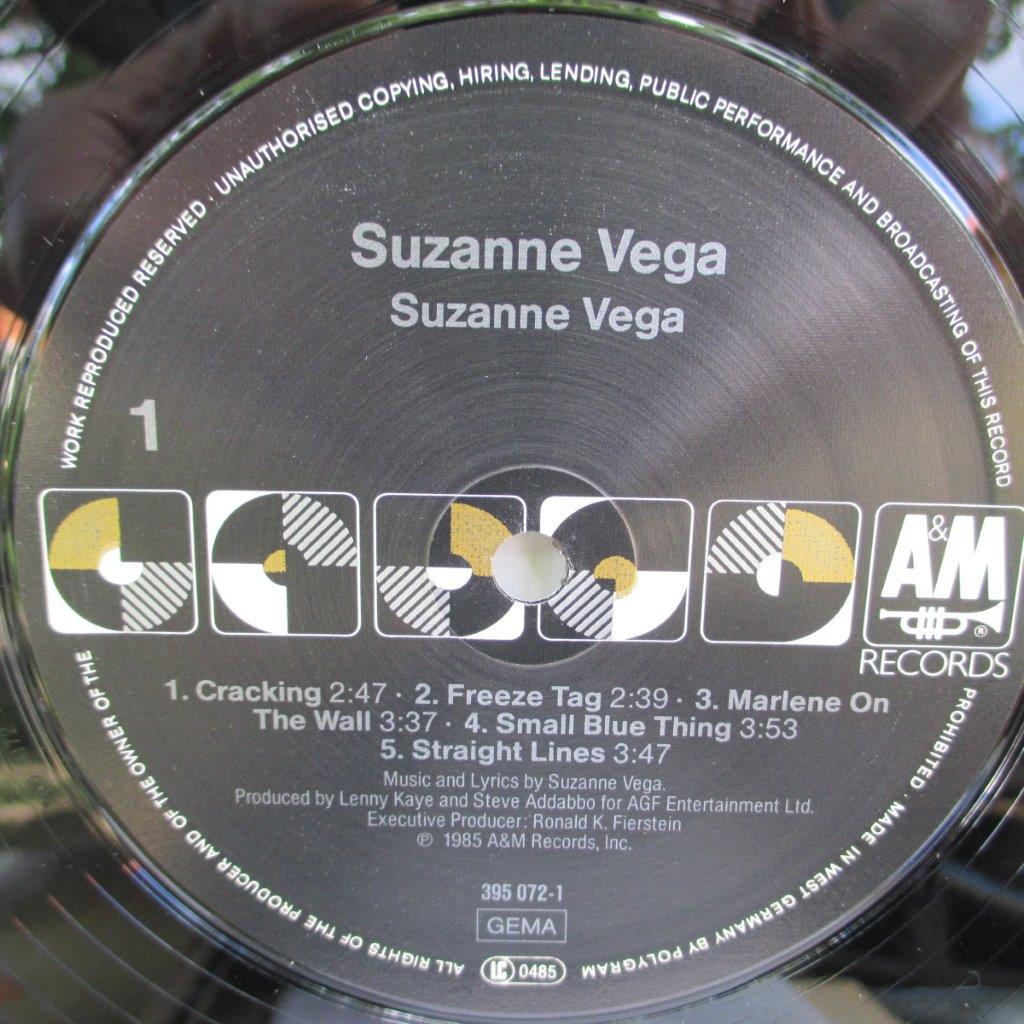 ALL RIGHTS OF THE PRODUCER AND OF THE OWNER OF THE WORK REPRODUCED RESERVED · UNAUTHORISED COPYING, HIRING, LENDING, PUBLIC PERFORMANCE AND BROADCASTING OF THIS RECORD PROHIBITED · MADE IN WEST GERMANY BY POLYGRAM
Suzanne Vega
Suzanne Vega
1
A&M
®
RECORDS
1. Cracking 2:47 · 2. Freeze Tag 2:39 · 3. Marlene On
The Wall 3:37 · 4. Small Blue Thing 3:53
5. Straight Lines 3:47
Music and Lyrics by Suzanne Vega.
Produced by Lenny Kaye and Steve Addabbo for AGF Entertainment Ltd.
Executive Producer: Ronald K. Fierstein
℗ 1985 A&M Records, Inc.
395 072-1
GEMA
LC 0485